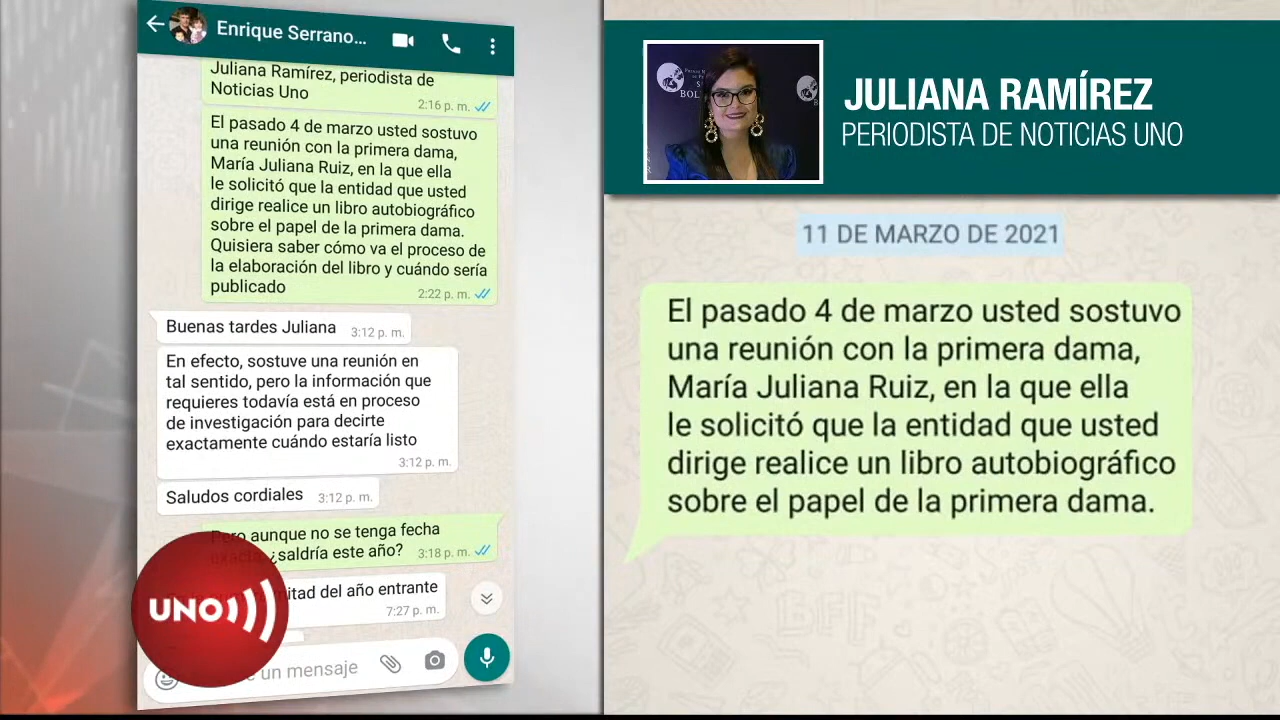 Enrique Serrano...
Juliana Ramírez, periodista de
Noticias Uno
2:16 p. m.
El pasado 4 de marzo usted sostuvo
una reunión con la primera dama,
María Juliana Ruiz, en la que ella
le solicitó que la entidad que usted
dirige realice un libro autobiográfico
sobre el papel de la primera dama.
Quisiera saber cómo va el proceso de
la elaboración del libro y cuándo sería
publicado
2:22 p. m.
Buenas tardes Juliana 3:12 p. m.
En efecto, sostuve una reunión en
tal sentido, pero la información que
requieres todavía está en proceso
de investigación para decirte
exactamente cuándo estaría listo
3:12 p. m.
Saludos cordiales 3:12 p. m.
Pero aunque no se tenga fecha
exacta, ¿saldría este año? 3:18 p. m.
mitad del año entrante
7:27 p. m.
un mensaje
UNO
JULIANA RAMÍREZ
PERIODISTA DE NOTICIAS UNO
11 DE MARZO DE 2021
El pasado 4 de marzo usted sostuvo
una reunión con la primera dama,
María Juliana Ruiz, en la que ella
le solicitó que la entidad que usted
dirige realice un libro autobiográfico
sobre el papel de la primera dama.